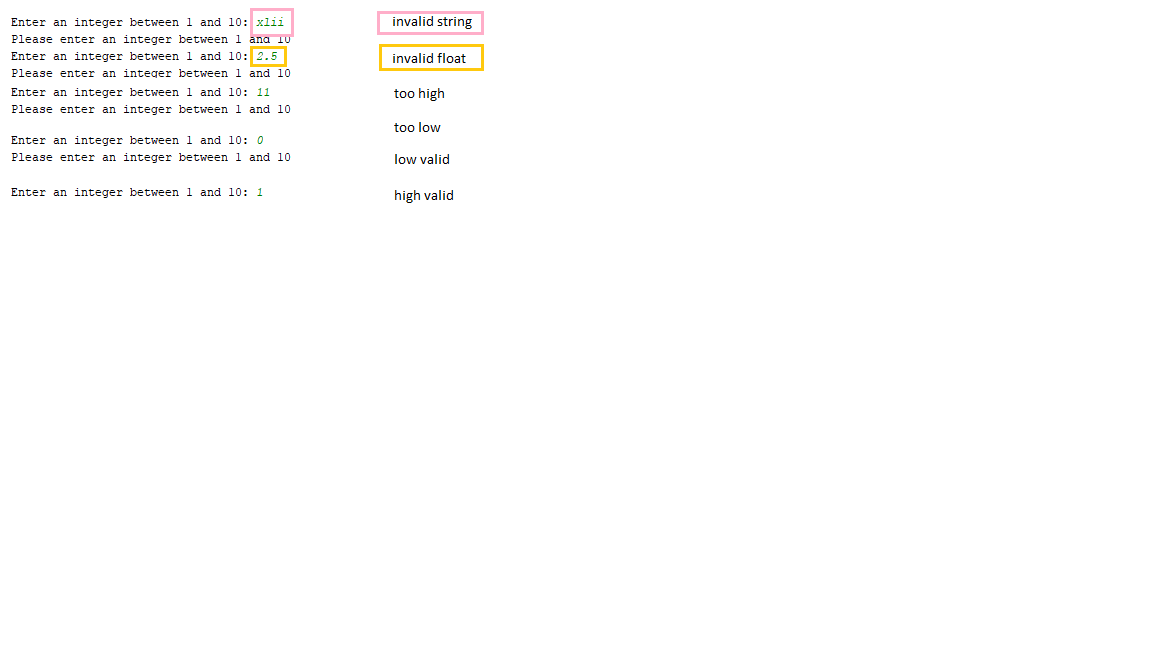 Enter an integer between 1 and 10: xlii
Please enter an integer between 1 and 10
Enter an integer between 1 and 10: 2.5
Please enter an integer between 1 and 10
Enter an integer between 1 and 10: 11
Please enter an integer between 1 and 10
Enter an integer between 1 and 10: 0
Please enter an integer between 1 and 10
Enter an integer between 1 and 10: 1
invalid string
invalid float
too high
too low
low valid
high valid